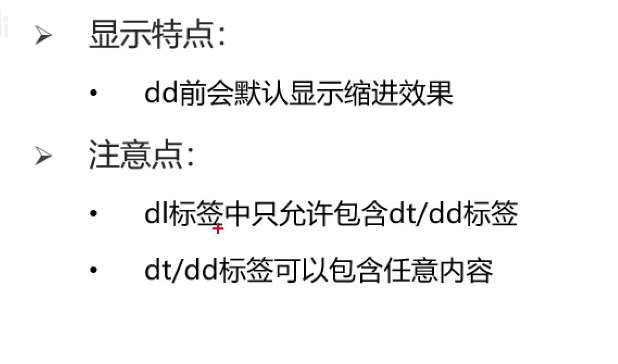 显示特点：
dd前会默认显示缩进效果
注意点：
dl标签中只允许包含dt/dd标签
dt/dd标签可以包含任意内容